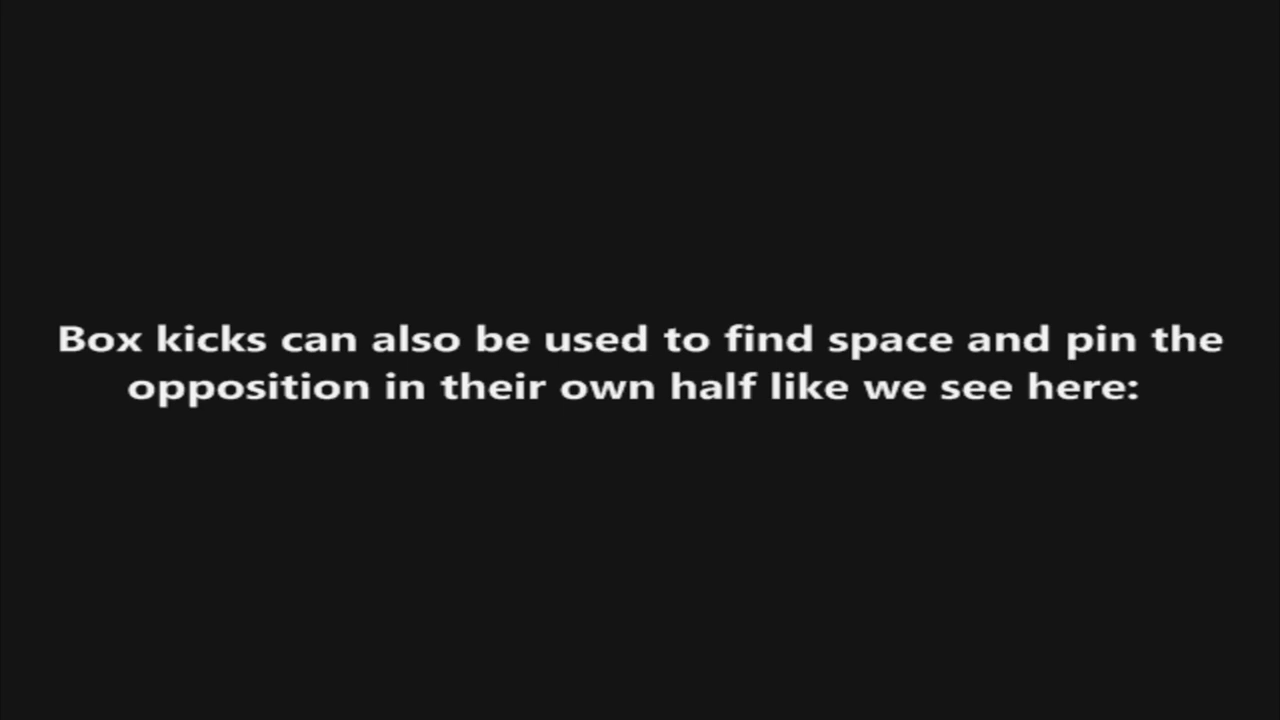 Box kicks can also be used to find space and pin the
opposition in their own half like we see here: